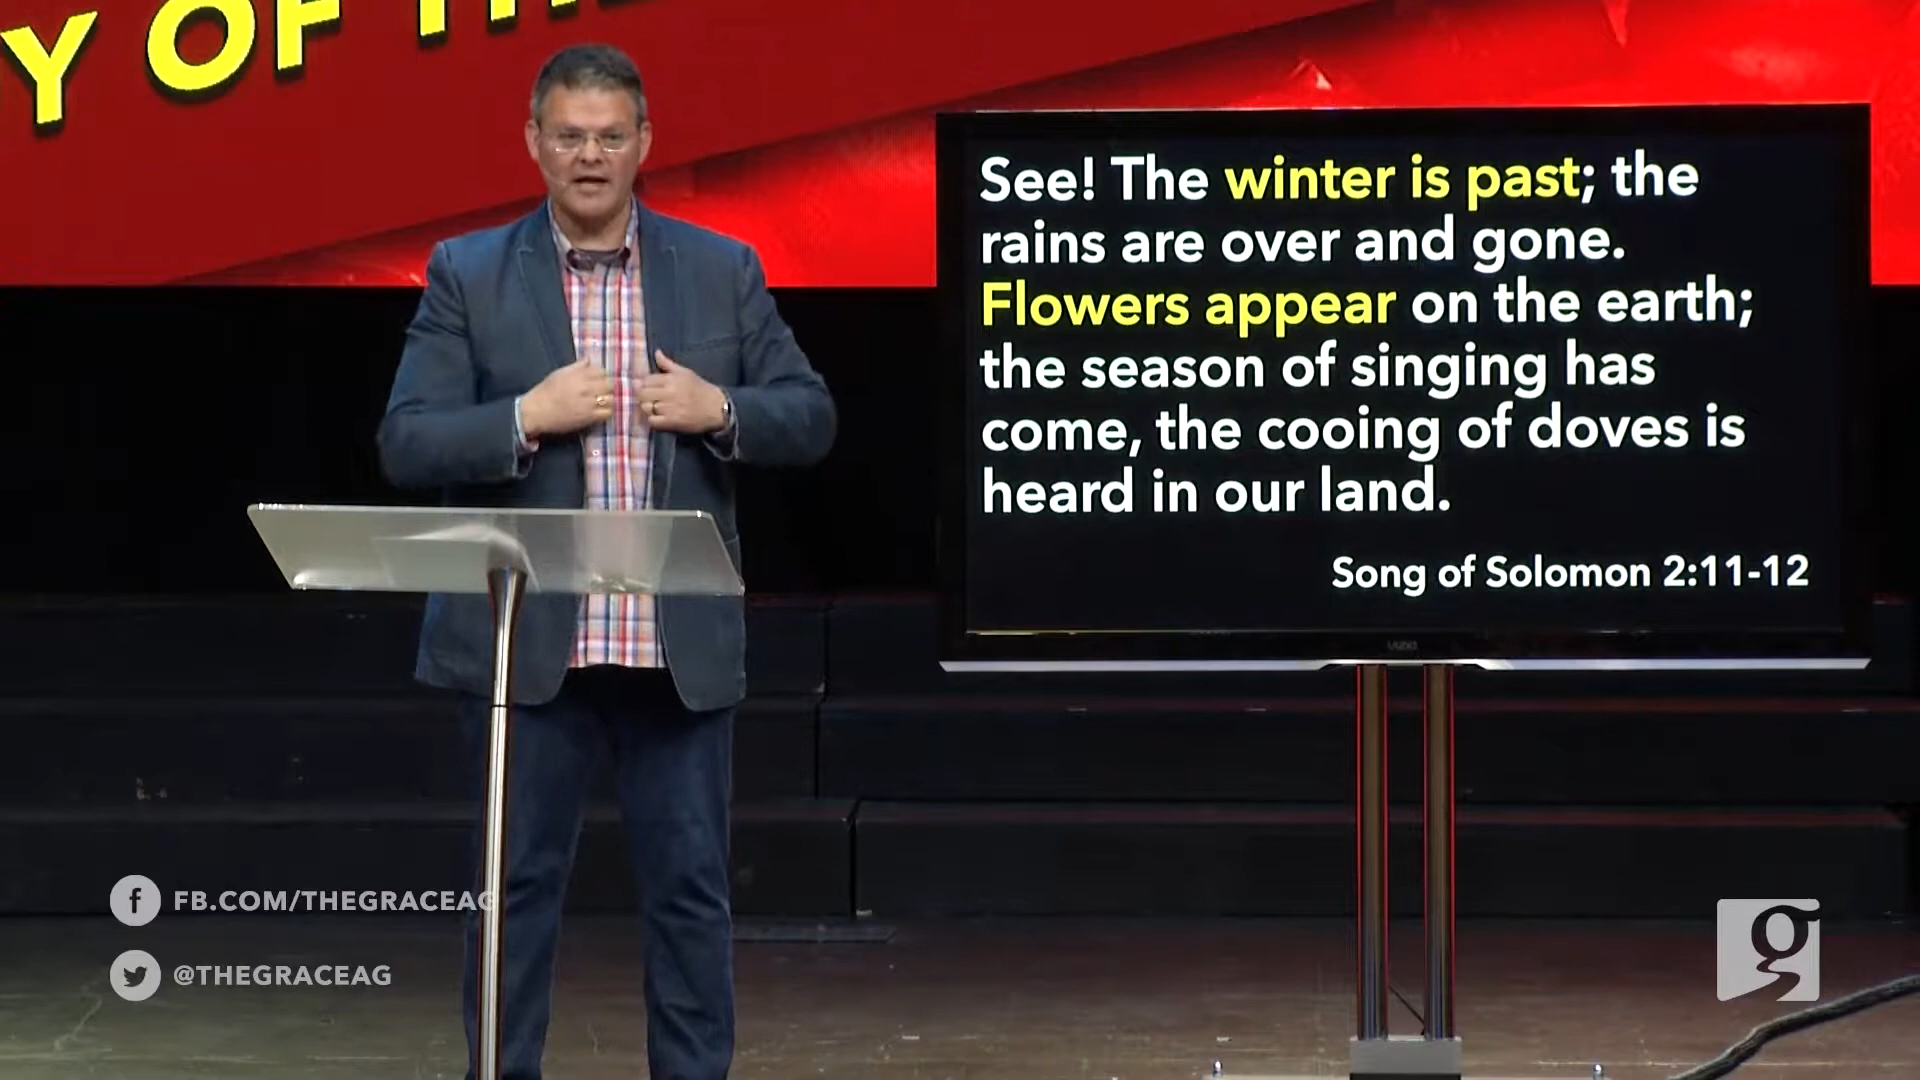 Y OF
See! The winter is past; the
rains are over and gone.
Flowers appear on the earth;
the season of singing has
come, the cooing of doves is
heard in our land.
Song of Solomon 2:11-12
VIZIO
f FB.COM/THEGRACEAG
@THEGRACEAG
g